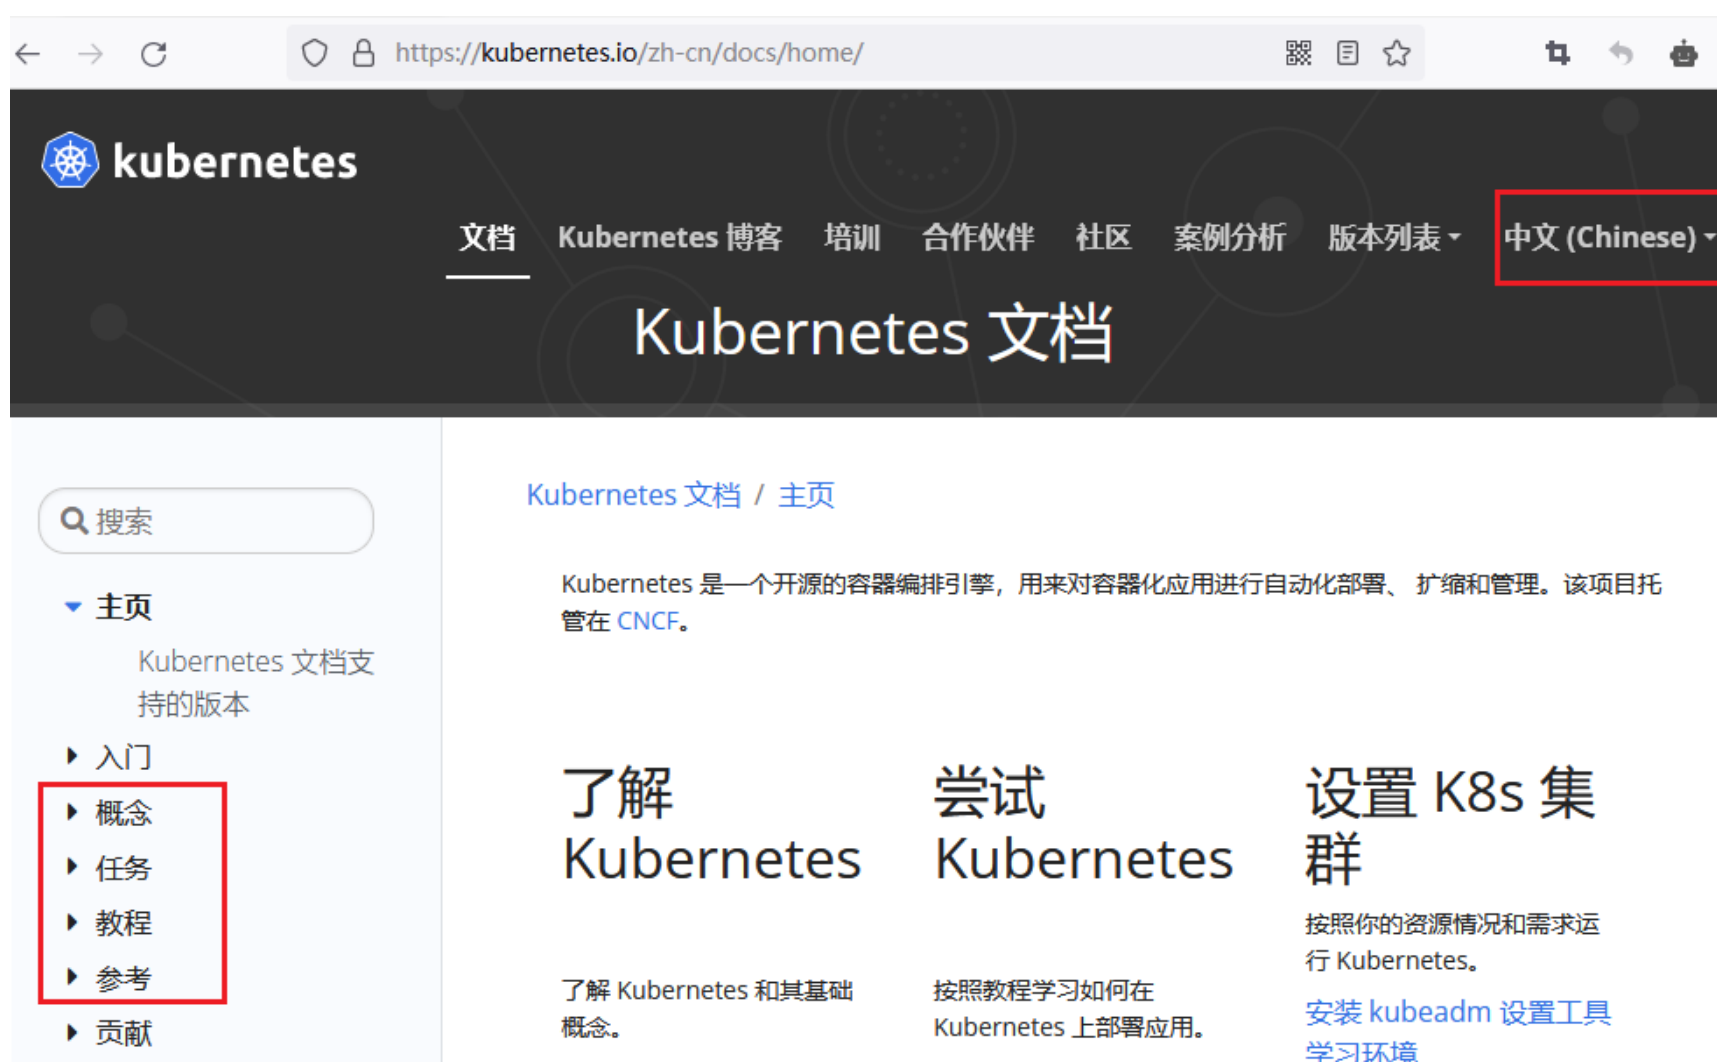 https://kubernetes.io/zh-cn/docs/home/
kubernetes
文档 Kubernetes 博客 培训 合作伙伴 社区 案例分析 版本列表 中文 (Chinese)
Kubernetes 文档
搜索
主页
Kubernetes 文档支
持的版本
入门
概念
任务
教程
参考
贡献
Kubernetes 文档 / 主页
Kubernetes 是一个开源的容器编排引擎，用来对容器化应用进行自动化部署、 扩缩和管理。该项目托
管在 CNCF。
了解
Kubernetes
了解 Kubernetes 和其基础
概念。
尝试
Kubernetes
按照教程学习如何在
Kubernetes 上部署应用。
设置 K8s 集
群
按照你的资源情况和需求运
行 Kubernetes。
安装 kubeadm 设置工具
学习环境